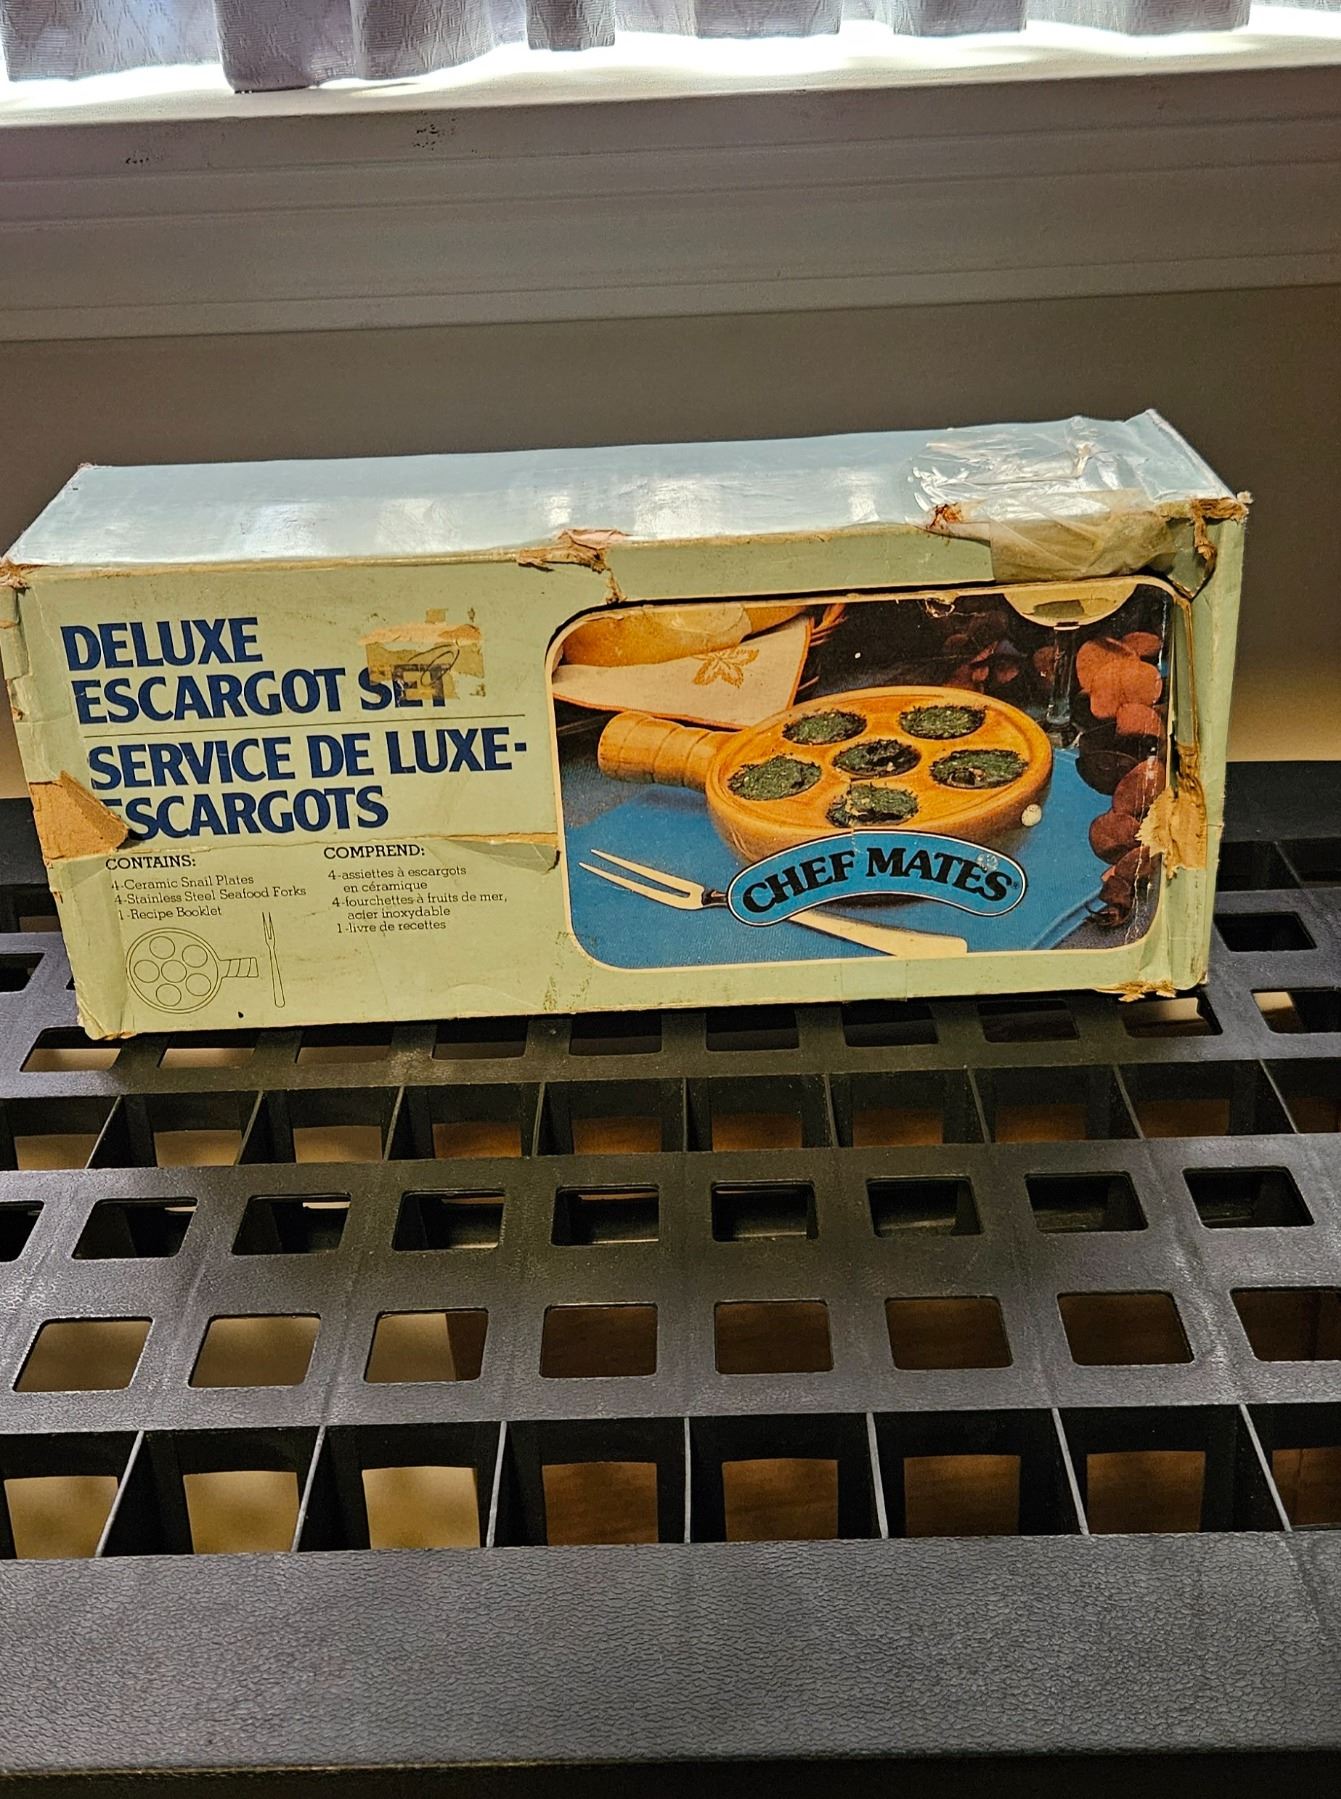 DELUXE
ESCARGOT SET
SERVICE DE LUXE-
ESCARGOTS
CONTAINS:
4-Ceramic Snail Plates
4-Stainless Steel Seafood Forks
1-Recipe Booklet
COMPREND:
4-assiettes à escargots
en céramique
4-fourchettes à fruits de mer,
acier inoxydable
1-livre de recettes
CHEF MATES®